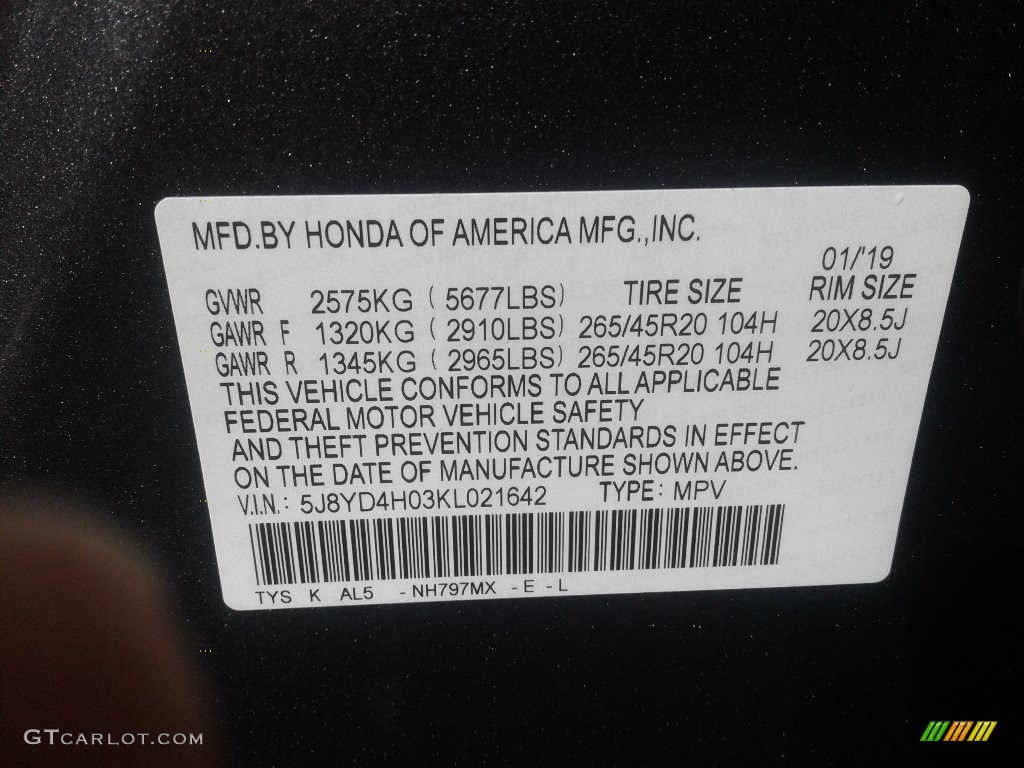 MFD.BY HONDA OF AMERICA MFG.,INC.
01/'19
GVWR 2575KG ( 5677LBS) TIRE SIZE RIM SIZE
GAWR F 1320KG (2910LBS) 265/45R20 104H 20X8.5J
GAWR R 1345KG (2965LBS) 265/45R20 104H 20X8.5J
THIS VEHICLE CONFORMS TO ALL APPLICABLE
FEDERAL MOTOR VEHICLE SAFETY
AND THEFT PREVENTION STANDARDS IN EFFECT
ON THE DATE OF MANUFACTURE SHOWN ABOVE.
V.I.N.: 5J8YD4H03KL021642 TYPE: MPV
TYS K AL5 - NH797MX - E - L
GTCARLOT.COM